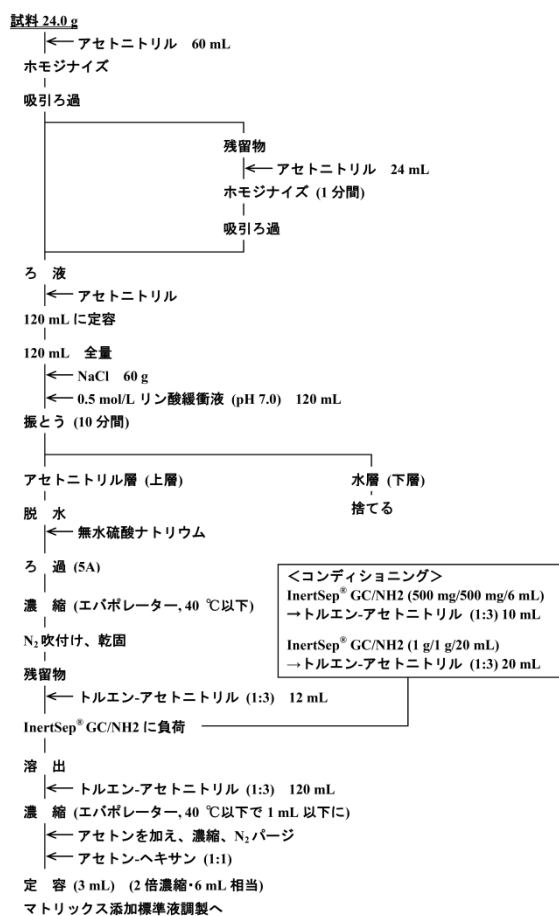 試料 24.0 g
アセトニトリル 60 mL
ホモジナイズ
吸引ろ過
残留物
アセトニトリル 24 mL
ホモジナイズ (1 分間)
吸引ろ過
ろ 液
アセトニトリル
120 mL に定容
120 mL 全量
NaCl 60 g
0.5 mol/L リン酸緩衝液 (pH 7.0) 120 mL
振とう (10 分間)
アセトニトリル層 (上層)
水層 (下層)
脱 水
捨てる
無水硫酸ナトリウム
ろ 過 (5A)
濃 縮 (エバポレーター, 40 ℃以下)
N2 吹付け、乾固
残留物
トルエン-アセトニトリル (1:3) 12 mL
InertSep® GC/NH2 に負荷
<コンディショニング>
InertSep® GC/NH2 (500 mg/500 mg/6 mL)
→トルエン-アセトニトリル (1:3) 10 mL
InertSep® GC/NH2 (1 g/1 g/20 mL)
→トルエン-アセトニトリル (1:3) 20 mL
溶 出
トルエン-アセトニトリル (1:3) 120 mL
濃 縮 (エバポレーター, 40 ℃以下で 1 mL 以下に)
アセトンを加え、濃縮、N2 パージ
アセトン-ヘキサン (1:1)
定 容 (3 mL) (2 倍濃縮・6 mL 相当)
マトリックス添加標準液調製へ